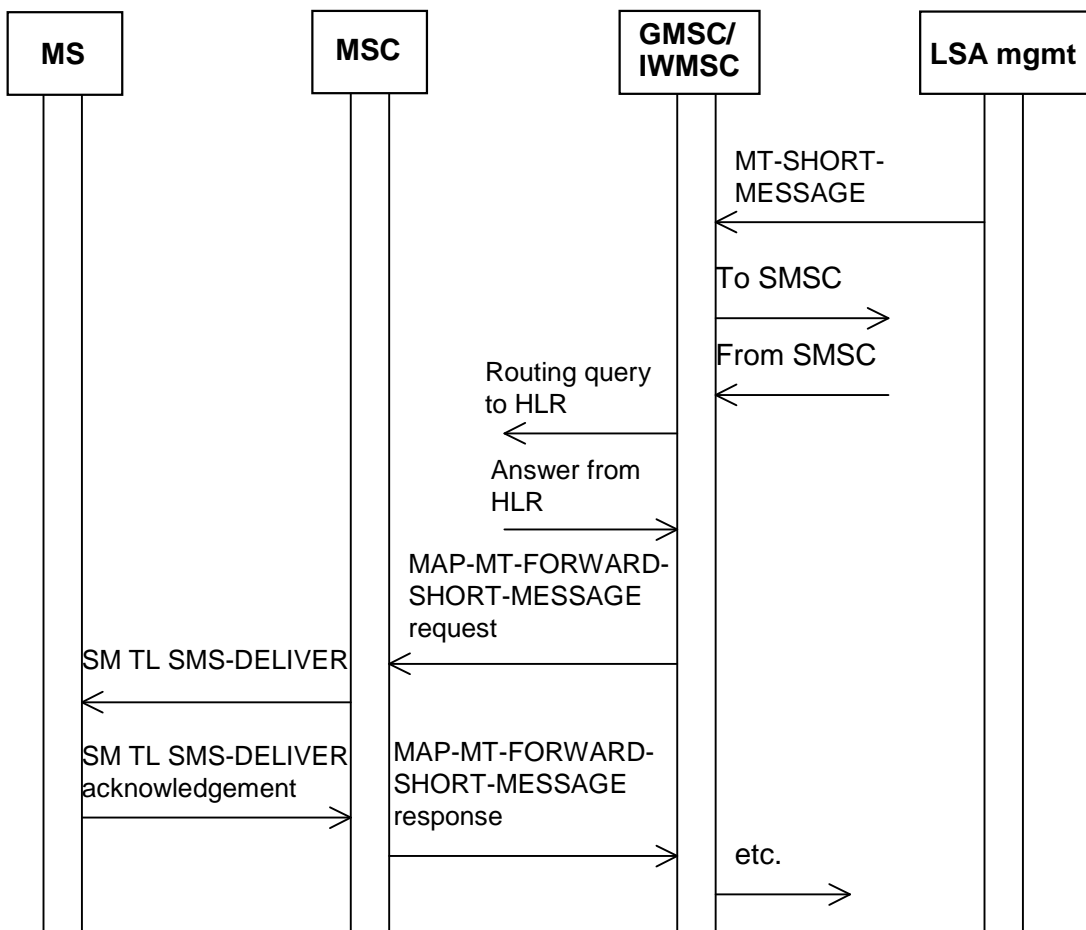 MS
MSC
GMSC/
IWMSC
LSA mgmt
MT-SHORT-
MESSAGE
To SMSC
From SMSC
Routing query
to HLR
Answer from
HLR
MAP-MT-FORWARD-
SHORT-MESSAGE
request
SM TL SMS-DELIVER
SM TL SMS-DELIVER
acknowledgement
MAP-MT-FORWARD-
SHORT-MESSAGE
response
etc.